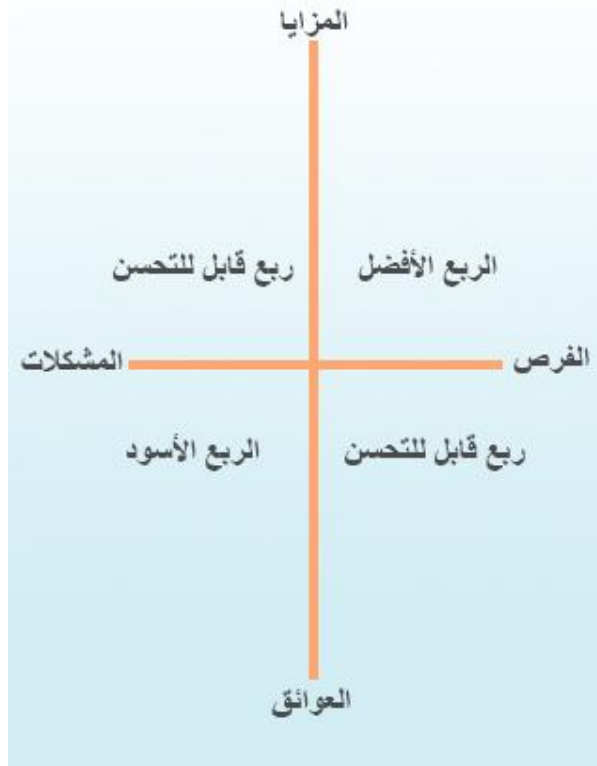 المزايا
الربع الأفضل
ربع قابل للتحسن
الفرص
المشكلات
ربع قابل للتحسن
الربع الأسود
العوائق